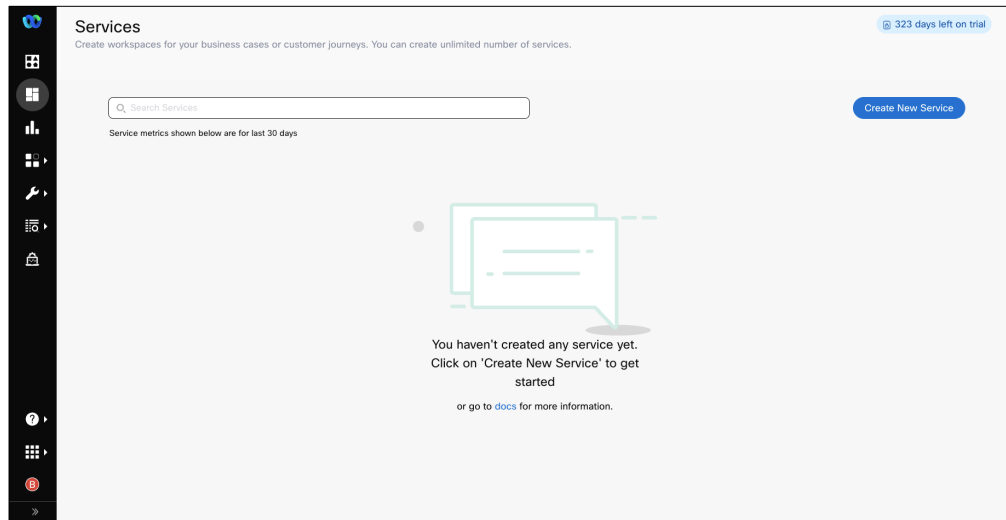 Services
323 days left on trial
Create workspaces for your business cases or customer journeys. You can create unlimited number of services.
Search Services
Create New Service
Service metrics shown below are for last 30 days
You haven't created any service yet.
Click on 'Create New Service' to get
started
or go to docs for more information.
B